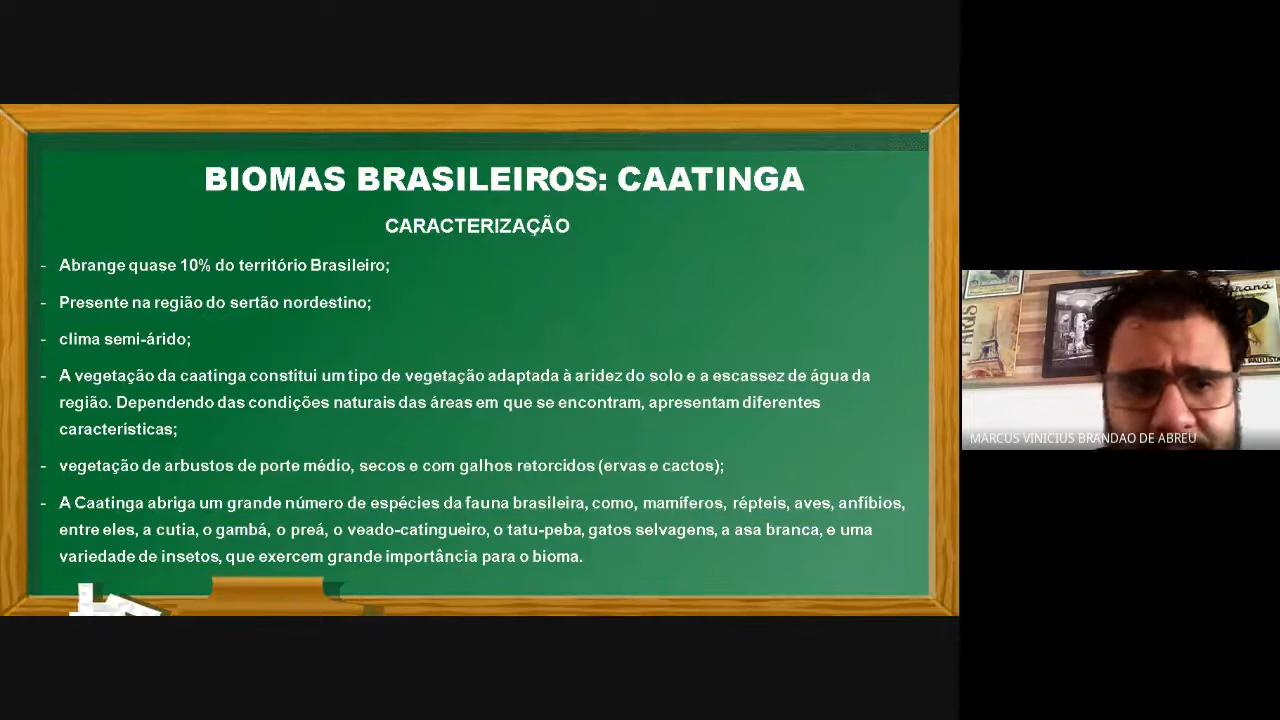 BIOMAS BRASILEIROS: CAATINGA
CARACTERIZAÇÃO
- Abrange quase 10% do território Brasileiro;
- Presente na região do sertão nordestino;
- clima semi-árido;
- A vegetação da caatinga constitui um tipo de vegetação adaptada à aridez do solo e a escassez de água da
região. Dependendo das condições naturais das áreas em que se encontram, apresentam diferentes
características;
- vegetação de arbustos de porte médio, secos e com galhos retorcidos (ervas e cactos);
- A Caatinga abriga um grande número de espécies da fauna brasileira, como, mamíferos, répteis, aves, anfíbios,
entre eles, a cutia, o gambá, o preá, o veado-catingueiro, o tatu-peba, gatos selvagens, a asa branca, e uma
variedade de insetos, que exercem grande importância para o bioma.
PARIS
MARCUS VINICIUS BRANDAO DE ABREU